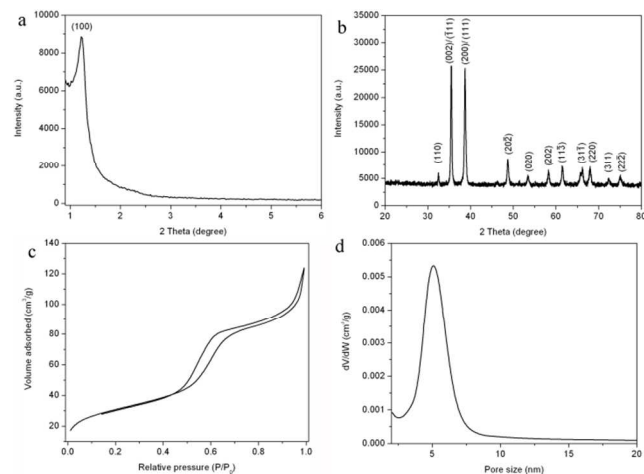 a
(100)
10000
8000
6000
4000
2000
0
1 2 3 4 5 6
2 Theta (degree)
Intensity (a.u.)
b
35000
30000
25000
20000
15000
10000
5000
0
(110)
(002)/(1̅11)
(200)/(111)
(202̅)
(020)
(202)
(113̅)
(311̅)
(220)
(311)
(222̅)
20 30 40 50 60 70 80
2 Theta (degree)
Intensity (a.u.)
c
140
120
100
80
60
40
20
0
0.0 0.2 0.4 0.6 0.8 1.0
Relative pressure (P/P0)
Volume adsorbed (cm3/g)
d
0.006
0.005
0.004
0.003
0.002
0.001
0.000
5 10 15 20
Pore size (nm)
dV/dW (cm3/g)